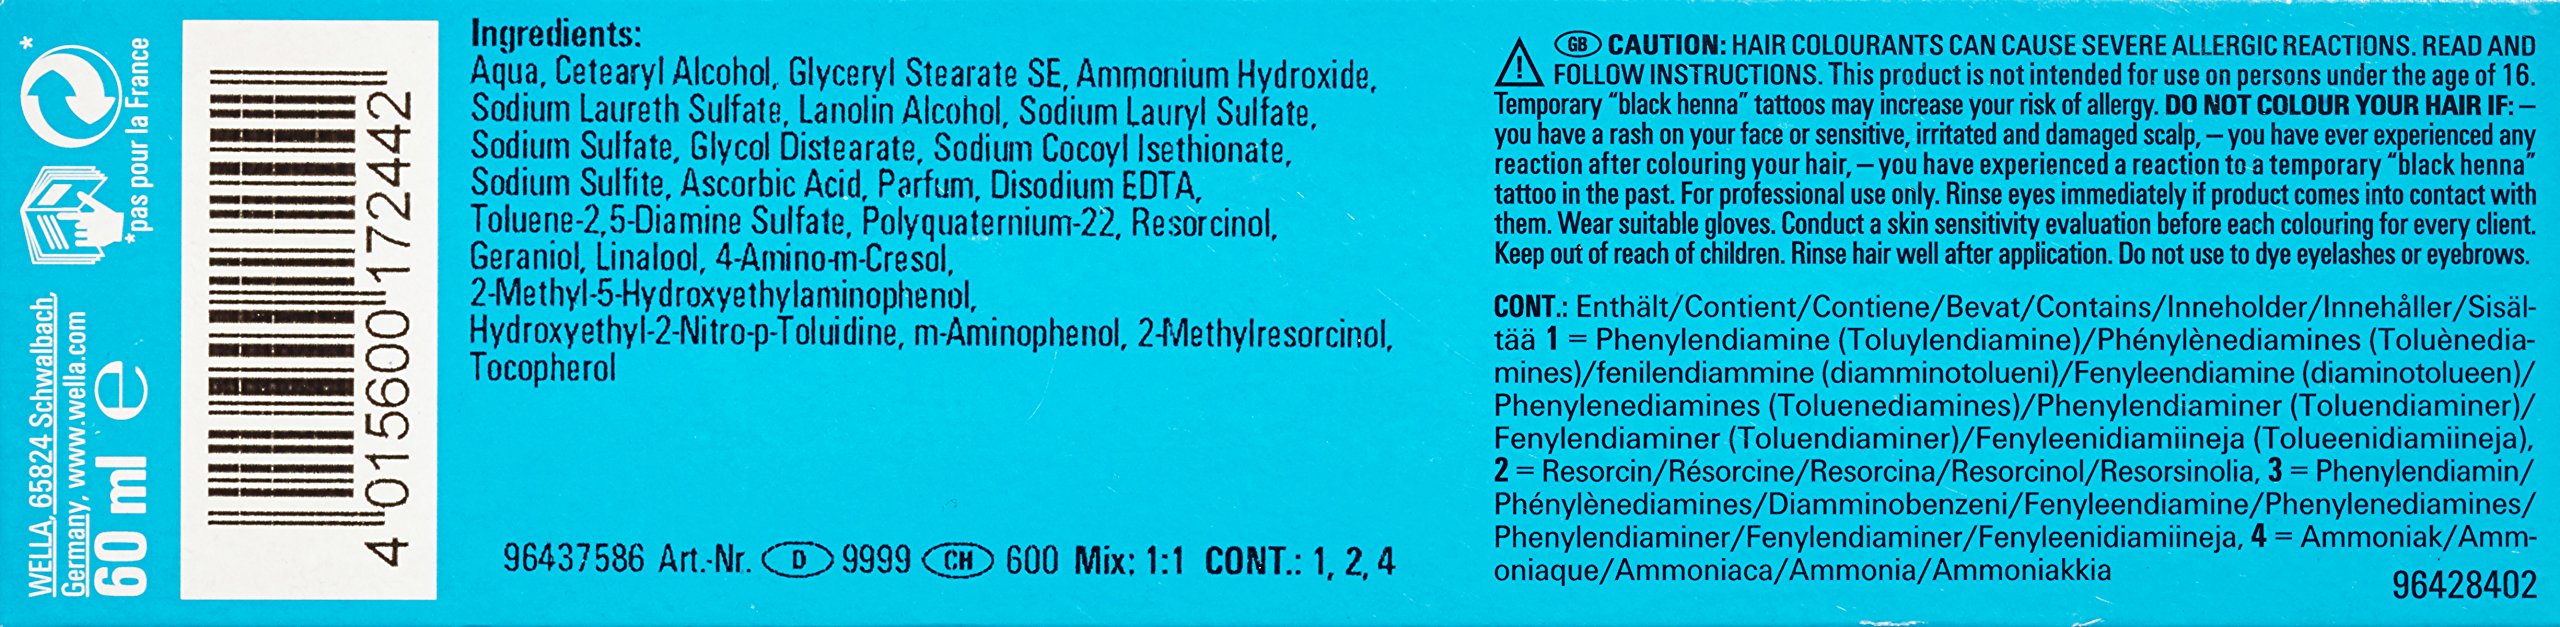 *
*pas pour la France
WELLA, 65824 Schwalbach,
Germany, www.wella.com
60 ml e
4 015600 172442
Ingredients:
Aqua, Cetearyl Alcohol, Glyceryl Stearate SE, Ammonium Hydroxide,
Sodium Laureth Sulfate, Lanolin Alcohol, Sodium Lauryl Sulfate,
Sodium Sulfate, Glycol Distearate, Sodium Cocoyl Isethionate,
Sodium Sulfite, Ascorbic Acid, Parfum, Disodium EDTA,
Toluene-2,5-Diamine Sulfate, Polyquaternium-22, Resorcinol,
Geraniol, Linalool, 4-Amino-m-Cresol,
2-Methyl-5-Hydroxyethylaminophenol,
Hydroxyethyl-2-Nitro-p-Toluidine, m-Aminophenol, 2-Methylresorcinol,
Tocopherol
96437586 Art.-Nr. D 9999 CH 600 Mix: 1:1 CONT.: 1, 2, 4
GB CAUTION: HAIR COLOURANTS CAN CAUSE SEVERE ALLERGIC REACTIONS. READ AND
FOLLOW INSTRUCTIONS. This product is not intended for use on persons under the age of 16.
Temporary “black henna” tattoos may increase your risk of allergy. DO NOT COLOUR YOUR HAIR IF: –
you have a rash on your face or sensitive, irritated and damaged scalp, – you have ever experienced any
reaction after colouring your hair, – you have experienced a reaction to a temporary “black henna”
tattoo in the past. For professional use only. Rinse eyes immediately if product comes into contact with
them. Wear suitable gloves. Conduct a skin sensitivity evaluation before each colouring for every client.
Keep out of reach of children. Rinse hair well after application. Do not use to dye eyelashes or eyebrows.
CONT.: Enthält/Contient/Contiene/Bevat/Contains/Inneholder/Innehåller/Sisäl-
tää 1 = Phenylendiamine (Toluylendiamine)/Phénylènediamines (Toluènedia-
mines)/fenilendiammine (diamminotolueni)/Fenyleendiamine (diaminotolueen)/
Phenylenediamines (Toluenediamines)/Phenylendiaminer (Toluendiaminer)/
Fenylendiaminer (Toluendiaminer)/Fenyleenidiamiineja (Tolueenidiamiineja),
2 = Resorcin/Résorcine/Resorcina/Resorcinol/Resorsinolia, 3 = Phenylendiamin/
Phénylènediamines/Diamminobenzeni/Fenyleendiamine/Phenylenediamines/
Phenylendiaminer/Fenylendiaminer/Fenyleenidiamiineja, 4 = Ammoniak/Amm-
oniaque/Ammoniaca/Ammonia/Ammoniakkia
96428402